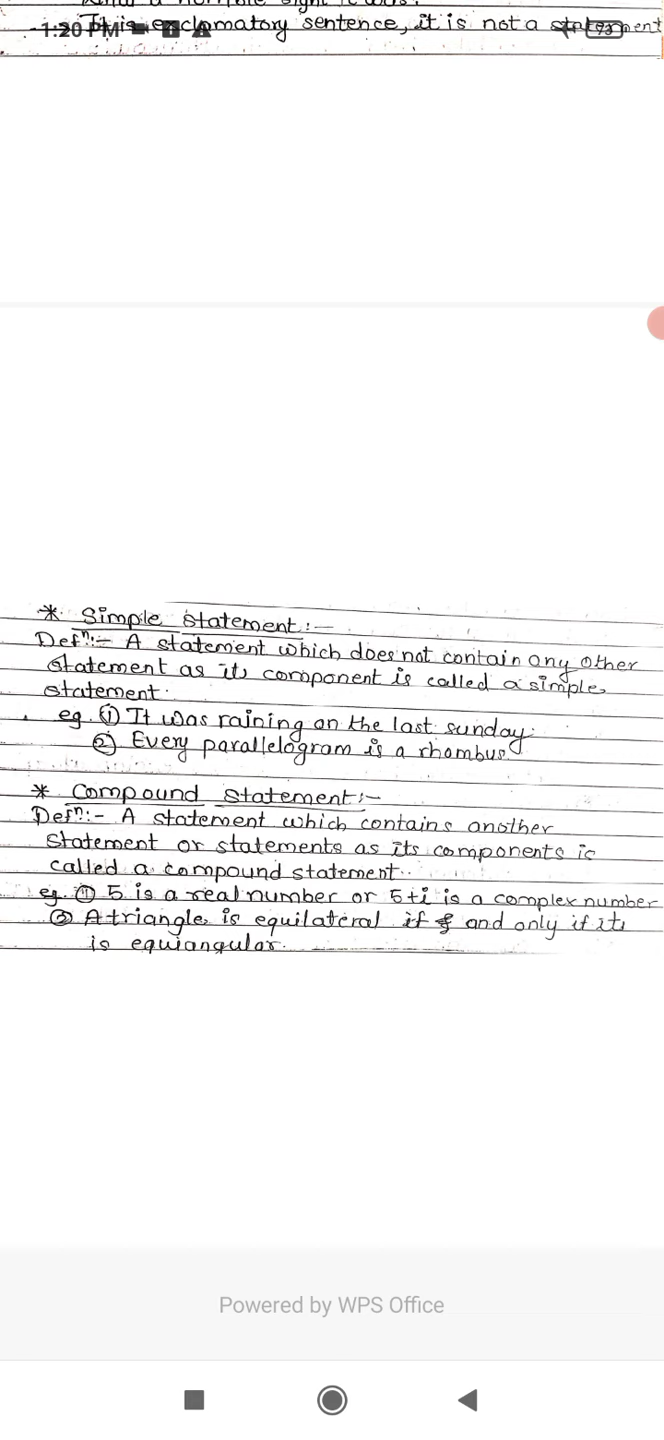 This is exclamatory sentence, it is not a statement
1:20 PM
93
* Simple statement :-
Defn:- A statement which does not contain any other
statement as its component is called a simple
statement.
eg. ① It was raining on the last sunday.
② Every parallelogram is a rhombus.
* Compound statement :-
Defn:- A statement which contains another
statement or statements as its components is
called a compound statement.
eg. ① 5 is a real number or 5+i is a complex number
② A triangle is equilateral if and only if its
is equiangular.
Powered by WPS Office